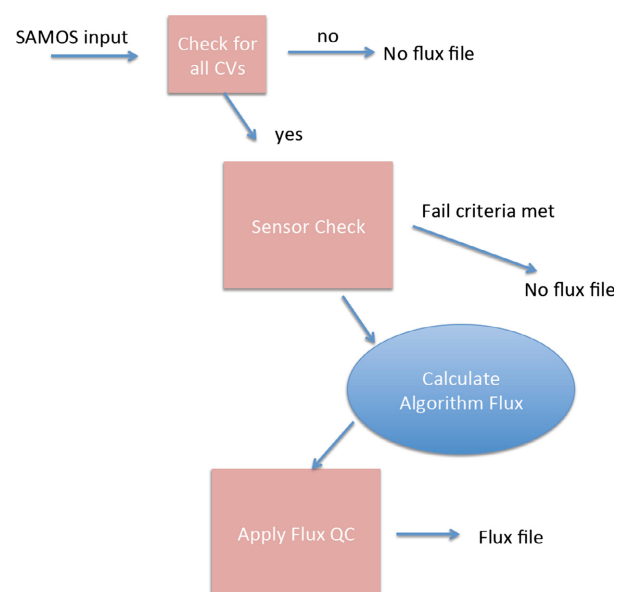 SAMOS input
Check for
all CVs
no
No flux file
yes
Sensor Check
Fail criteria met
No flux file
Calculate
Algorithm Flux
Apply Flux QC
Flux file